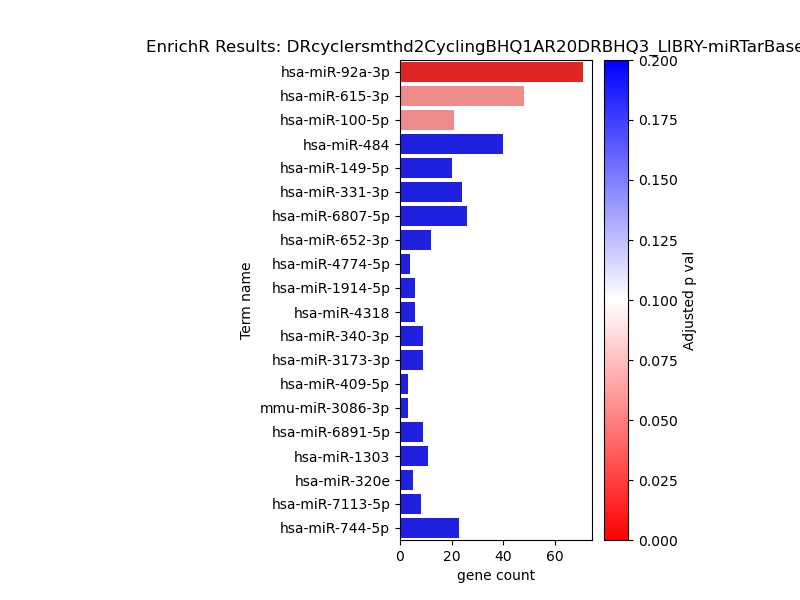 EnrichR Results: DRcyclersmthd2CyclingBHQ1AR20DRBHQ3_LIBRY-miRTarBase
hsa-miR-92a-3p
hsa-miR-615-3p
hsa-miR-100-5p
hsa-miR-484
hsa-miR-149-5p
hsa-miR-331-3p
hsa-miR-6807-5p
hsa-miR-652-3p
hsa-miR-4774-5p
hsa-miR-1914-5p
hsa-miR-4318
hsa-miR-340-3p
hsa-miR-3173-3p
hsa-miR-409-5p
mmu-miR-3086-3p
hsa-miR-6891-5p
hsa-miR-1303
hsa-miR-320e
hsa-miR-7113-5p
hsa-miR-744-5p
Term name
0 20 40 60
gene count
0.200
0.175
0.150
0.125
0.100
0.075
0.050
0.025
0.000
Adjusted p val